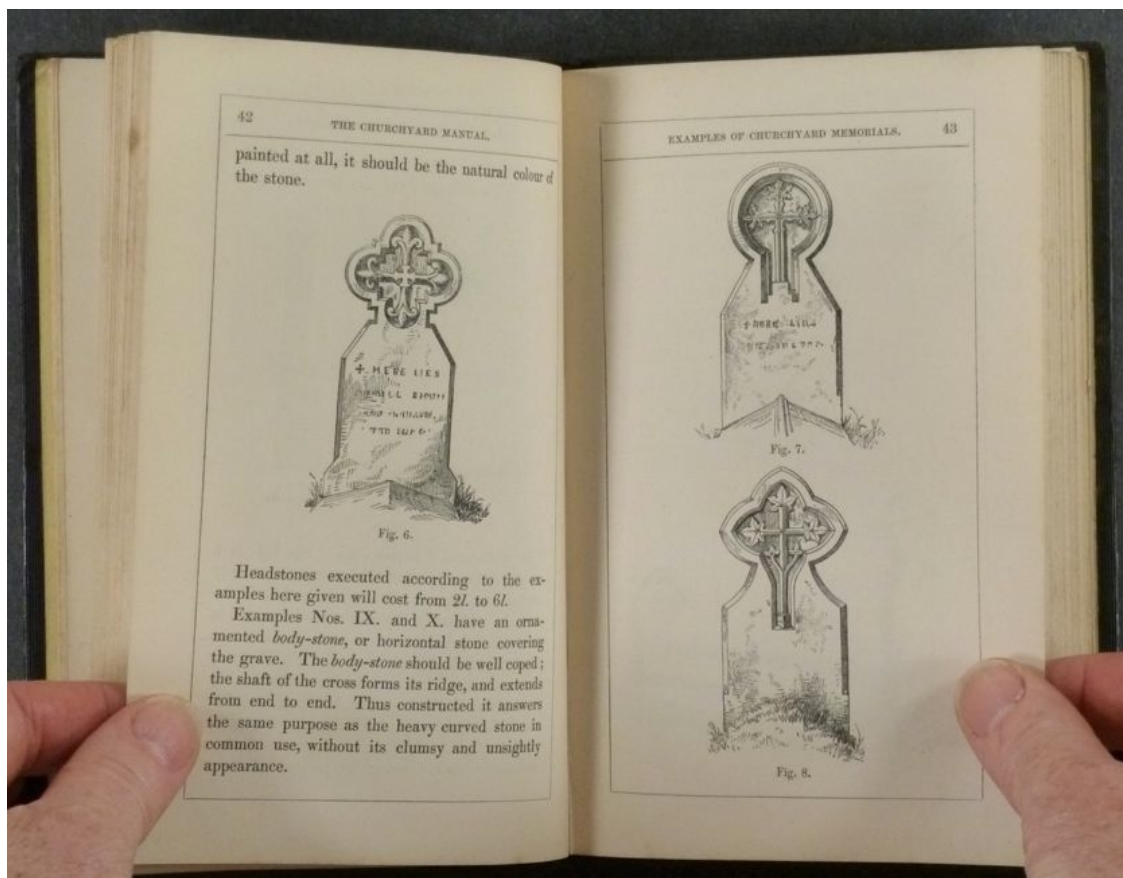 42
THE CHURCHYARD MANUAL.
painted at all, it should be the natural colour of
the stone.
✠ HERE LIES
Fig. 6.
Headstones executed according to the ex-
amples here given will cost from 2l. to 6l.
Examples Nos. IX. and X. have an orna-
mented body-stone, or horizontal stone covering
the grave. The body-stone should be well coped;
the shaft of the cross forms its ridge, and extends
from end to end. Thus constructed it answers
the same purpose as the heavy curved stone in
common use, without its clumsy and unsightly
appearance.
EXAMPLES OF CHURCHYARD MEMORIALS.
43
Fig. 7.
Fig. 8.